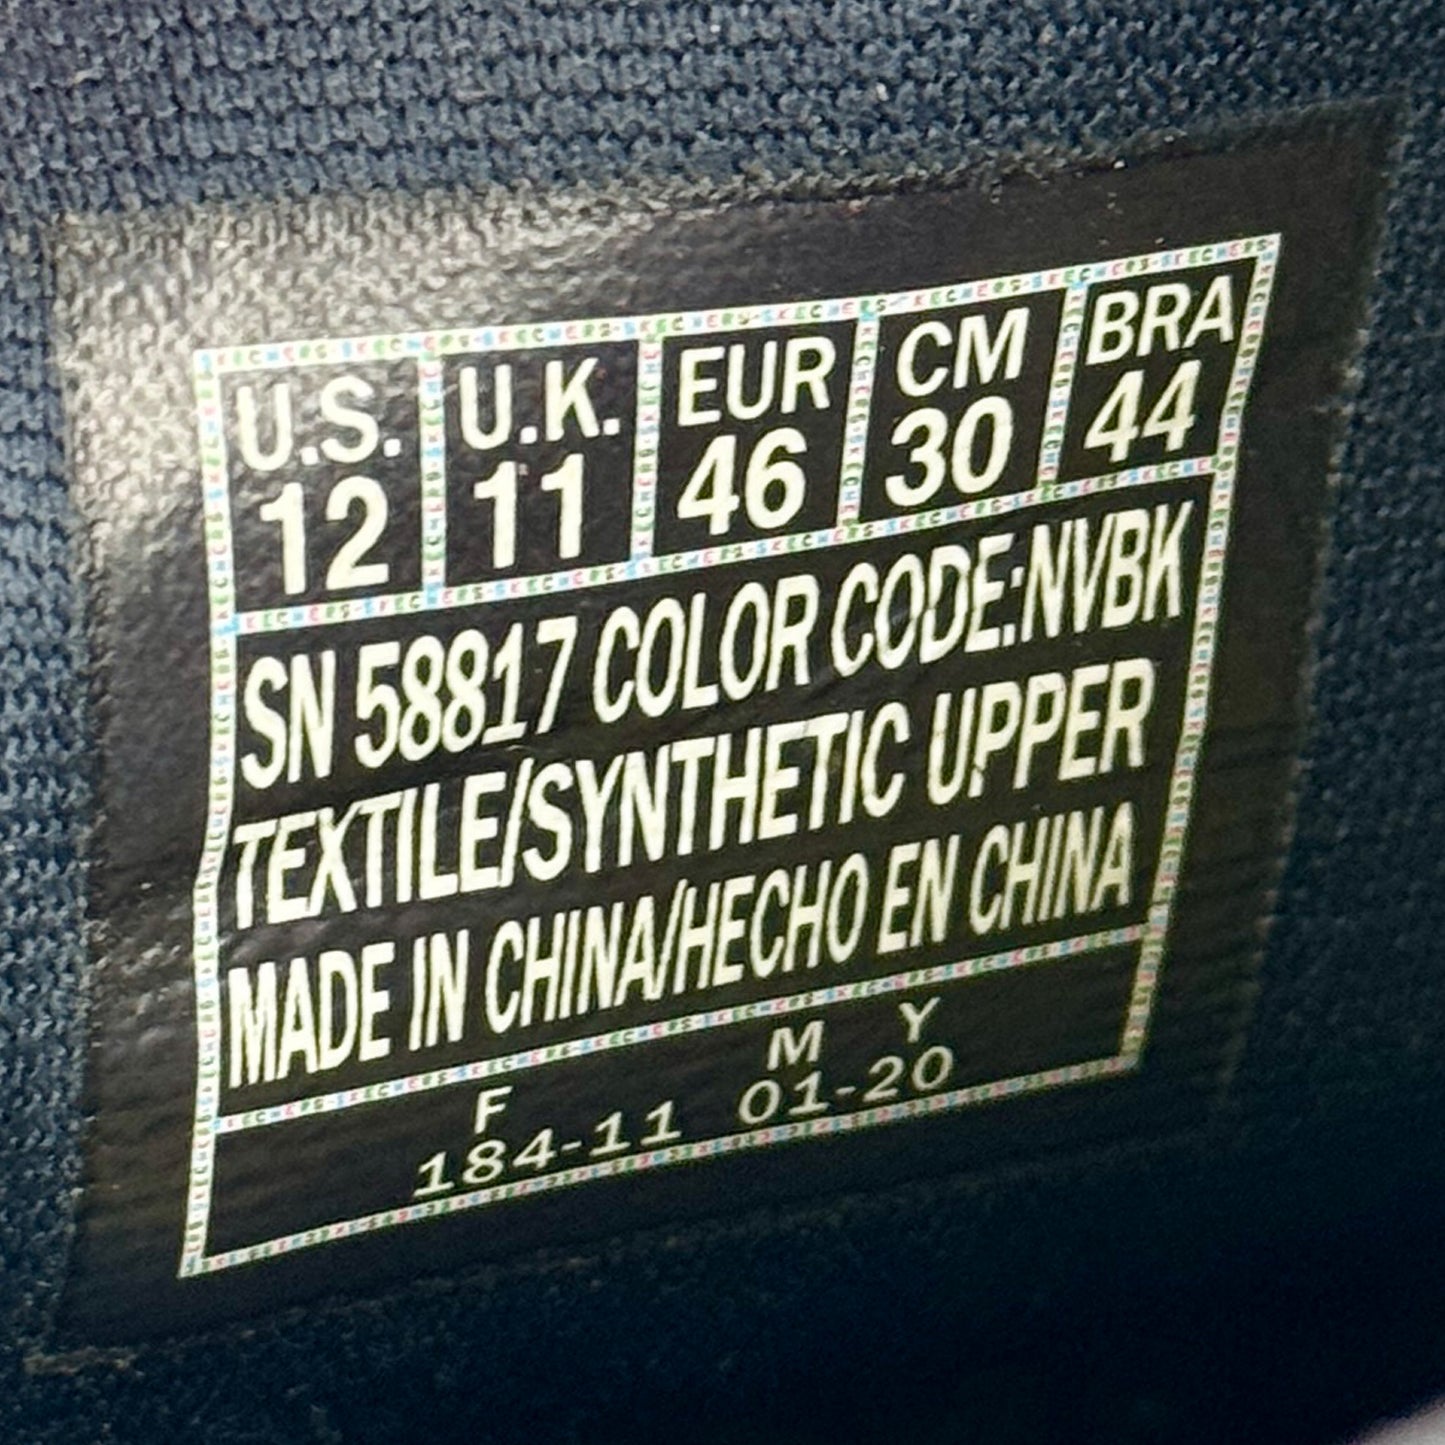 U.S. U.K. EUR CM BRA
12 11 46 30 44
SN 58817 COLOR CODE:NVBK
TEXTILE/SYNTHETIC UPPER
MADE IN CHINA/HECHO EN CHINA
F M Y
184-11 01-20